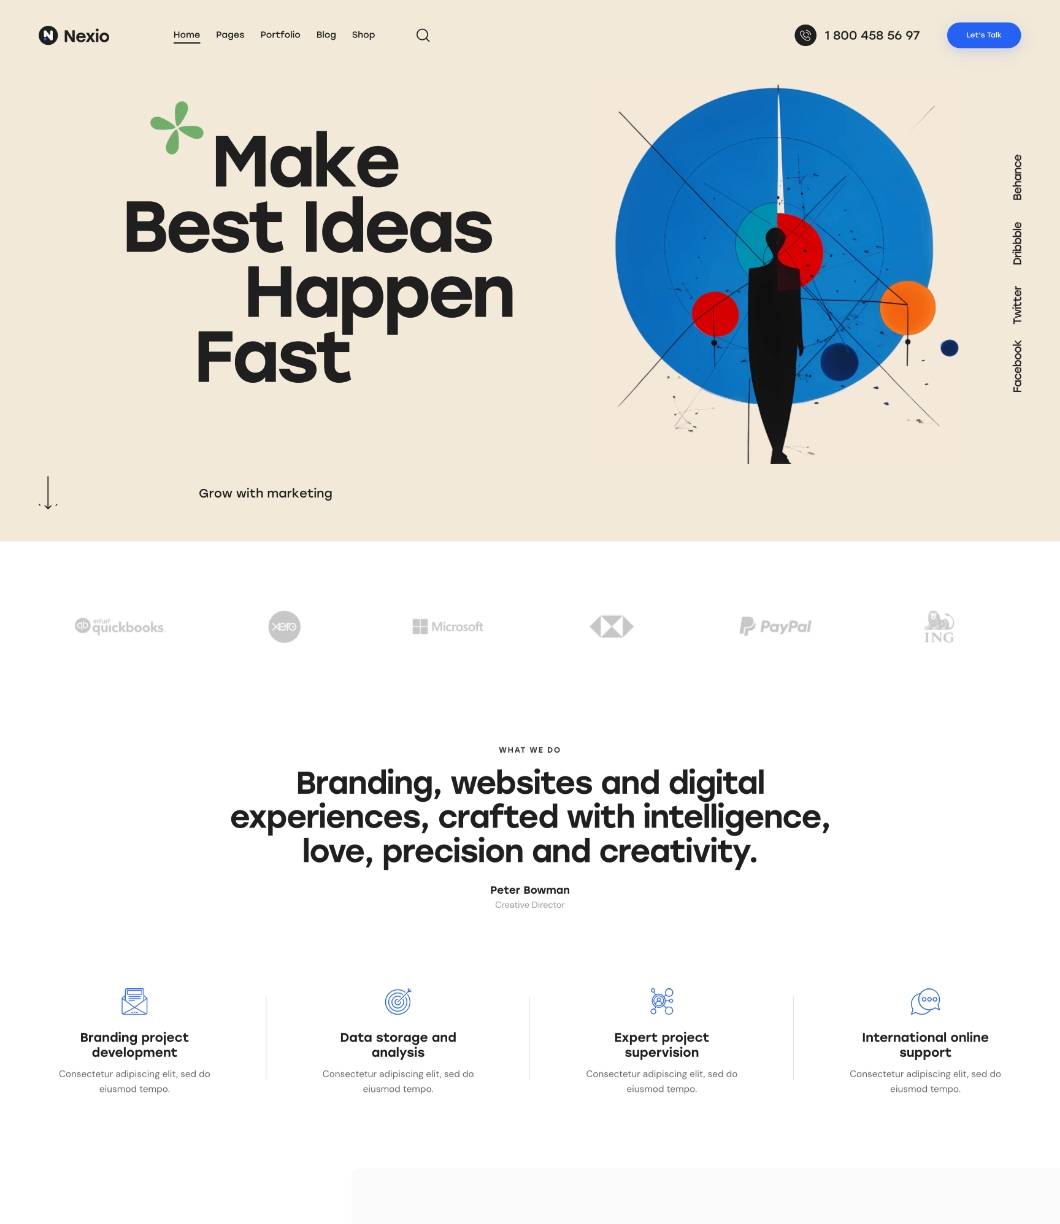 Nexio
Home
Pages
Portfolio
Blog
Shop
1 800 458 56 97
Let's Talk
Make
Best Ideas
Happen
Fast
Behance
Dribbble
Twitter
Facebook
Grow with marketing
qb
intuit
quickbooks.
xero
Microsoft
PayPal
ING
WHAT WE DO
Branding, websites and digital
experiences, crafted with intelligence,
love, precision and creativity.
Peter Bowman
Creative Director
Branding project
development
Consectetur adipiscing elit, sed do
eiusmod tempo.
Data storage and
analysis
Consectetur adipiscing elit, sed do
eiusmod tempo.
Expert project
supervision
Consectetur adipiscing elit, sed do
eiusmod tempo.
International online
support
Consectetur adipiscing elit, sed do
eiusmod tempo.